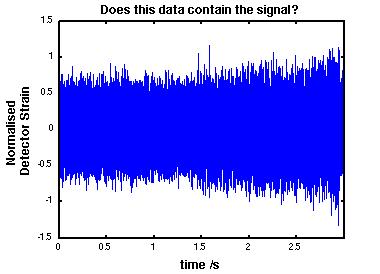 Does this data contain the signal?
1.5
1
0.5
0
-0.5
-1
-1.5
Normalised
Detector Strain
0 0.5 1 1.5 2 2.5
time /s